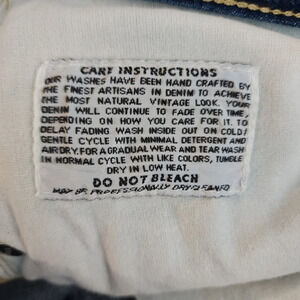 CARE INSTRUCTIONS
OUR WASHES HAVE BEEN HAND CRAFTED BY
THE FINEST ARTISANS IN DENIM TO ACHIEVE
THE MOST NATURAL VINTAGE LOOK. YOUR
DENIM WILL CONTINUE TO FADE OVER TIME,
DEPENDING ON HOW YOU CARE FOR IT. TO
DELAY FADING WASH INSIDE OUT ON COLD/
GENTLE CYCLE WITH MINIMAL DETERGENT AND
AIR DRY. FOR A GRADUAL WEAR AND TEAR WASH
IN NORMAL CYCLE WITH LIKE COLORS, TUMBLE
DRY IN LOW HEAT.
DO NOT BLEACH
MAY BE PROFESSIONALLY DRY CLEANED